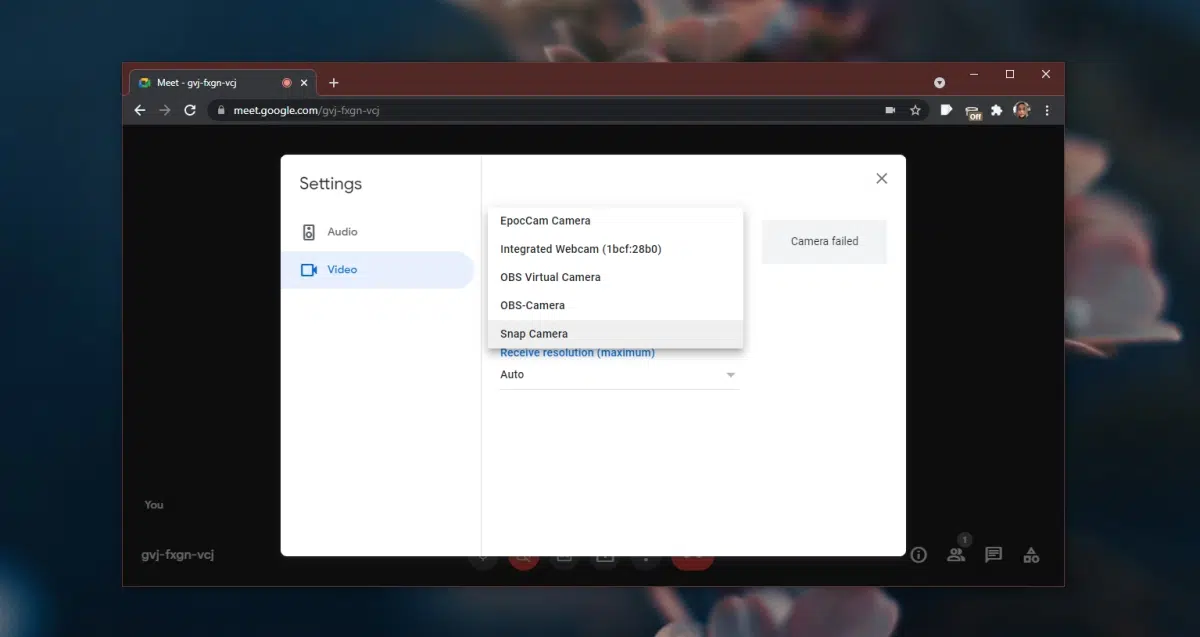 Meet - gvj-fxgn-vcj
meet.google.com/gvj-fxgn-vcj
Off
Settings
Audio
Video
EpocCam Camera
Integrated Webcam (1bcf:28b0)
OBS Virtual Camera
OBS-Camera
Snap Camera
Camera failed
Receive resolution (maximum)
Auto
You
gvj-fxgn-vcj
1